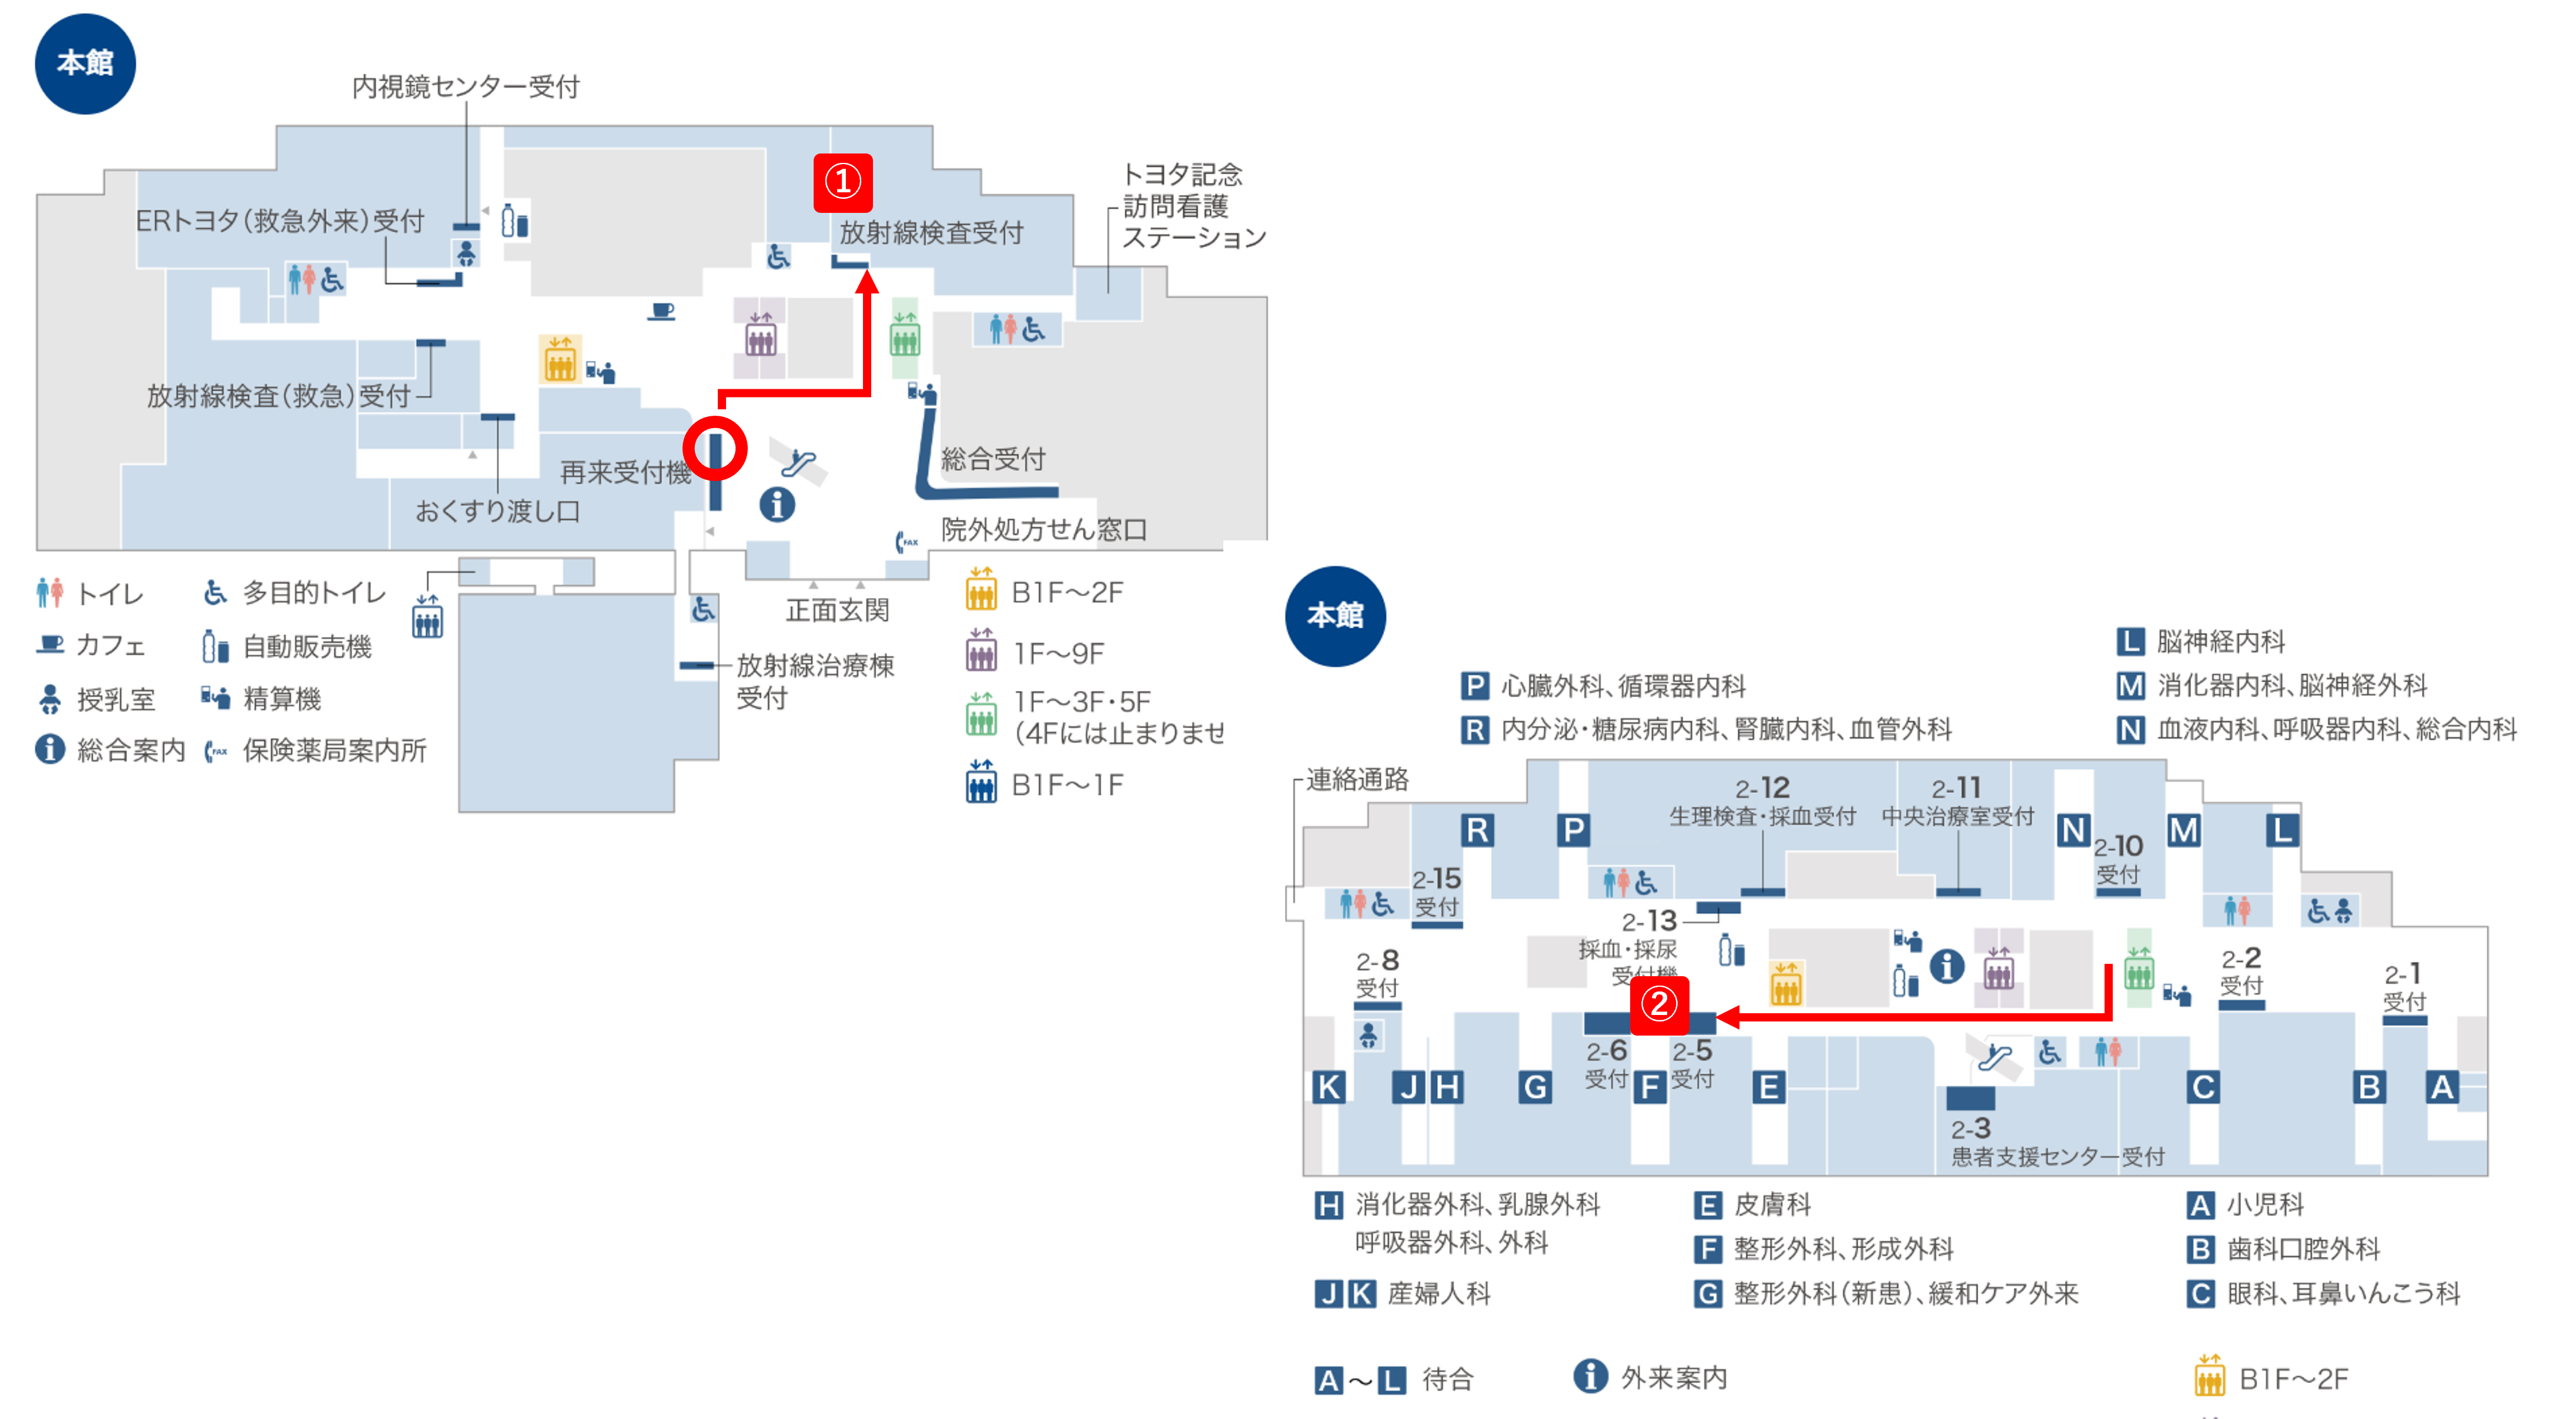 本館
内視鏡センター受付
①
トヨタ記念
訪問看護
ステーション
ERトヨタ(救急外来)受付
放射線検査受付
放射線検査(救急)受付
再来受付機
総合受付
おくすり渡し口
院外処方せん窓口
FAX
正面玄関
放射線治療棟
受付
トイレ
多目的トイレ
カフェ
自動販売機
授乳室
精算機
総合案内
FAX
保険薬局案内所
B1F〜2F
1F〜9F
1F〜3F・5F
(4Fには止まりませ
B1F〜1F
本館
P 心臓外科、循環器内科
R 内分泌・糖尿病内科、腎臓内科、血管外科
L 脳神経内科
M 消化器内科、脳神経外科
N 血液内科、呼吸器内科、総合内科
連絡通路
R
P
2-12
生理検査・採血受付
2-11
中央治療室受付
N
M
L
2-10
受付
2-15
受付
2-13
採血・採尿
受付機
2-8
受付
②
2-2
受付
2-1
受付
2-6
受付
2-5
受付
K
J
H
G
F
E
C
B
A
2-3
患者支援センター受付
H 消化器外科、乳腺外科
呼吸器外科、外科
J K 産婦人科
E 皮膚科
F 整形外科、形成外科
G 整形外科(新患)、緩和ケア外来
A 小児科
B 歯科口腔外科
C 眼科、耳鼻いんこう科
A〜L 待合
外来案内
B1F〜2F